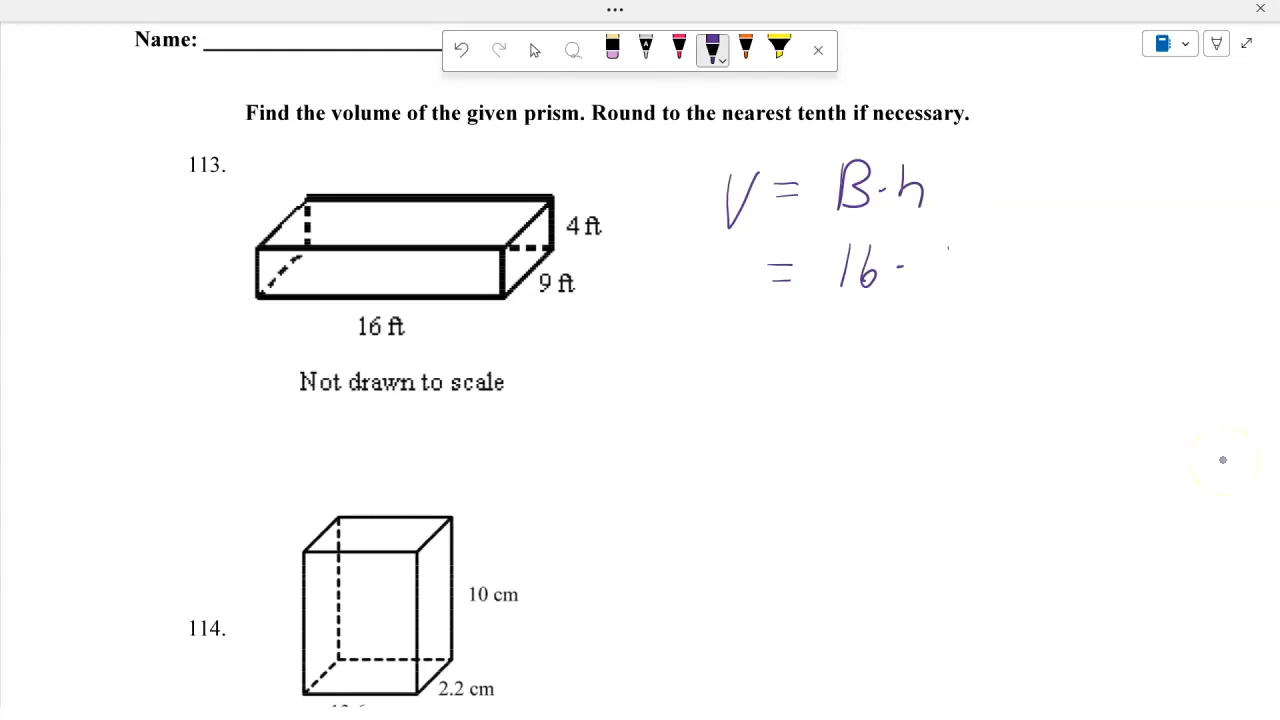 Name:
Find the volume of the given prism. Round to the nearest tenth if necessary.
113.
V = B·h
4 ft
= 16 ·
9 ft
16 ft
Not drawn to scale
10 cm
114.
2.2 cm